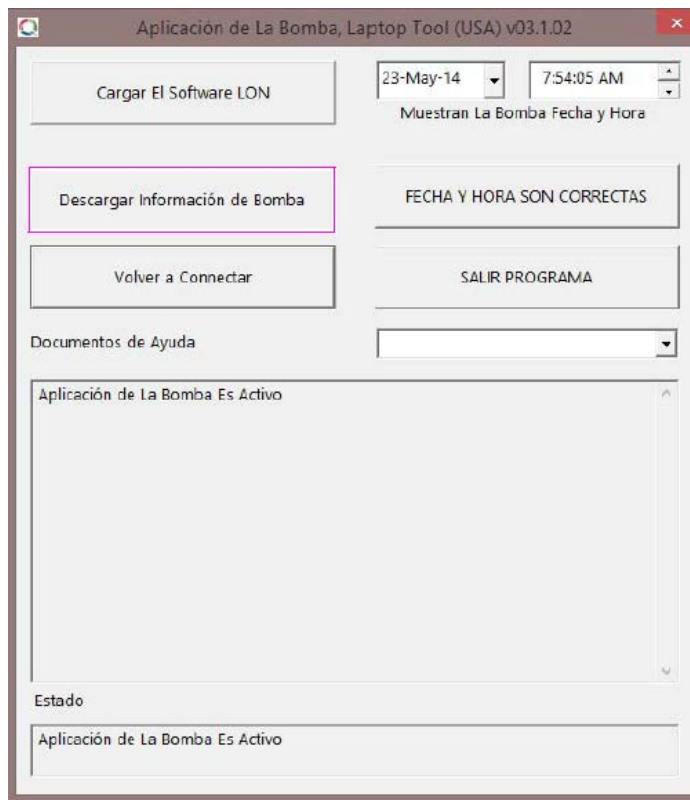 Aplicación de La Bomba, Laptop Tool (USA) v03.1.02
Cargar El Software LON
23-May-14
7:54:05 AM
Muestran La Bomba Fecha y Hora
Descargar Información de Bomba
FECHA Y HORA SON CORRECTAS
Volver a Connectar
SALIR PROGRAMA
Documentos de Ayuda
Aplicación de La Bomba Es Activo
Estado
Aplicación de La Bomba Es Activo